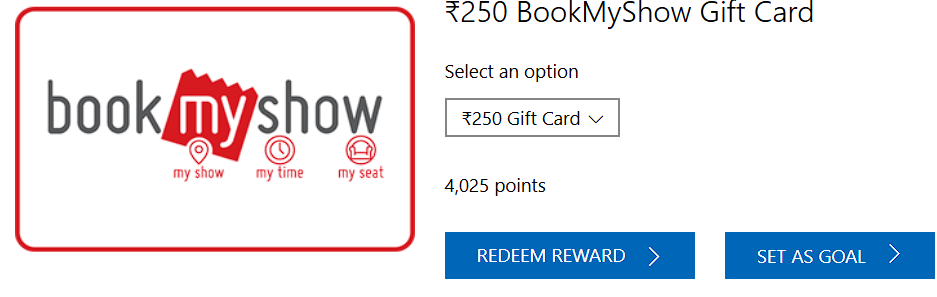 ₹250 BookMyShow Gift Card
bookmyshow
my show my time my seat
Select an option
₹250 Gift Card
4,025 points
REDEEM REWARD
SET AS GOAL